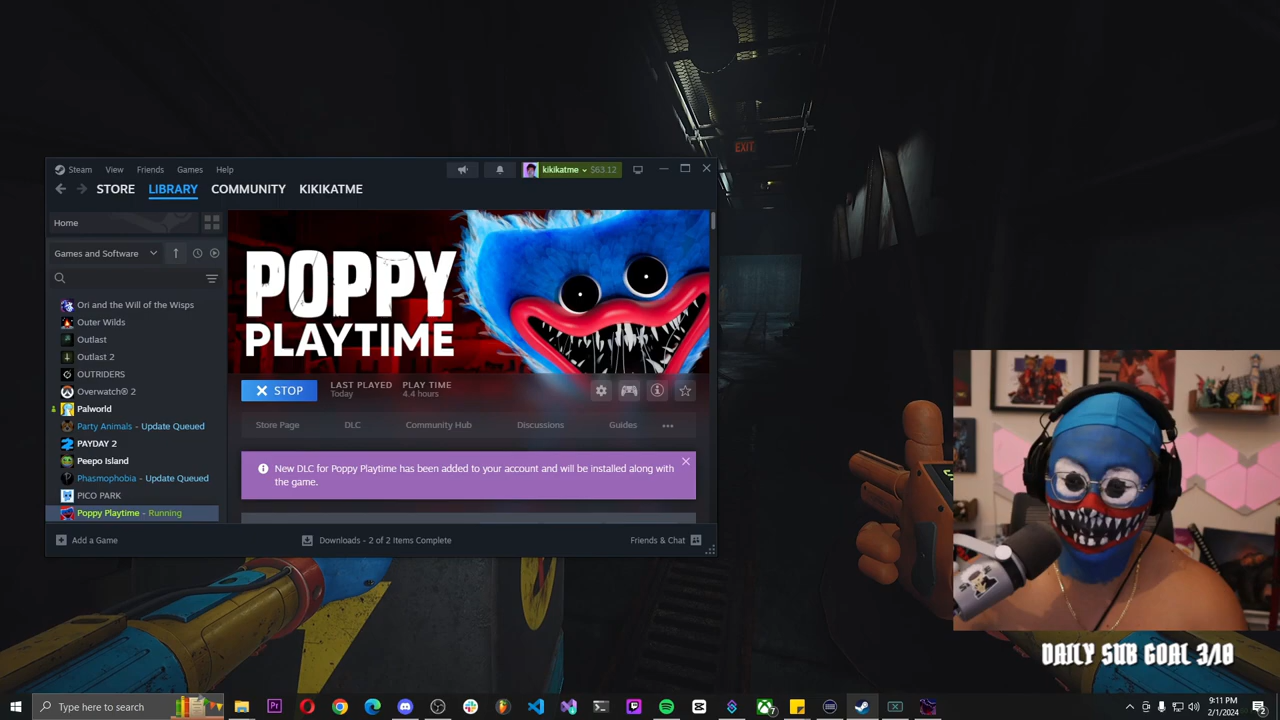 EXIT
Steam View Friends Games Help
kikikatme $63.12
STORE LIBRARY COMMUNITY KIKIKATME
Home
Games and Software
Ori and the Will of the Wisps
Outer Wilds
Outlast
Outlast 2
OUTRIDERS
Overwatch® 2
Palworld
Party Animals - Update Queued
PAYDAY 2
Peepo Island
Phasmophobia - Update Queued
PICO PARK
Poppy Playtime - Running
POPPY
PLAYTIME
STOP
LAST PLAYED
Today
PLAY TIME
4.4 hours
Store Page DLC Community Hub Discussions Guides
New DLC for Poppy Playtime has been added to your account and will be installed along with
the game.
Add a Game
Downloads - 2 of 2 Items Complete
Friends & Chat
DAILY SUB GOAL 3/10
Type here to search
9:11 PM
2/1/2024